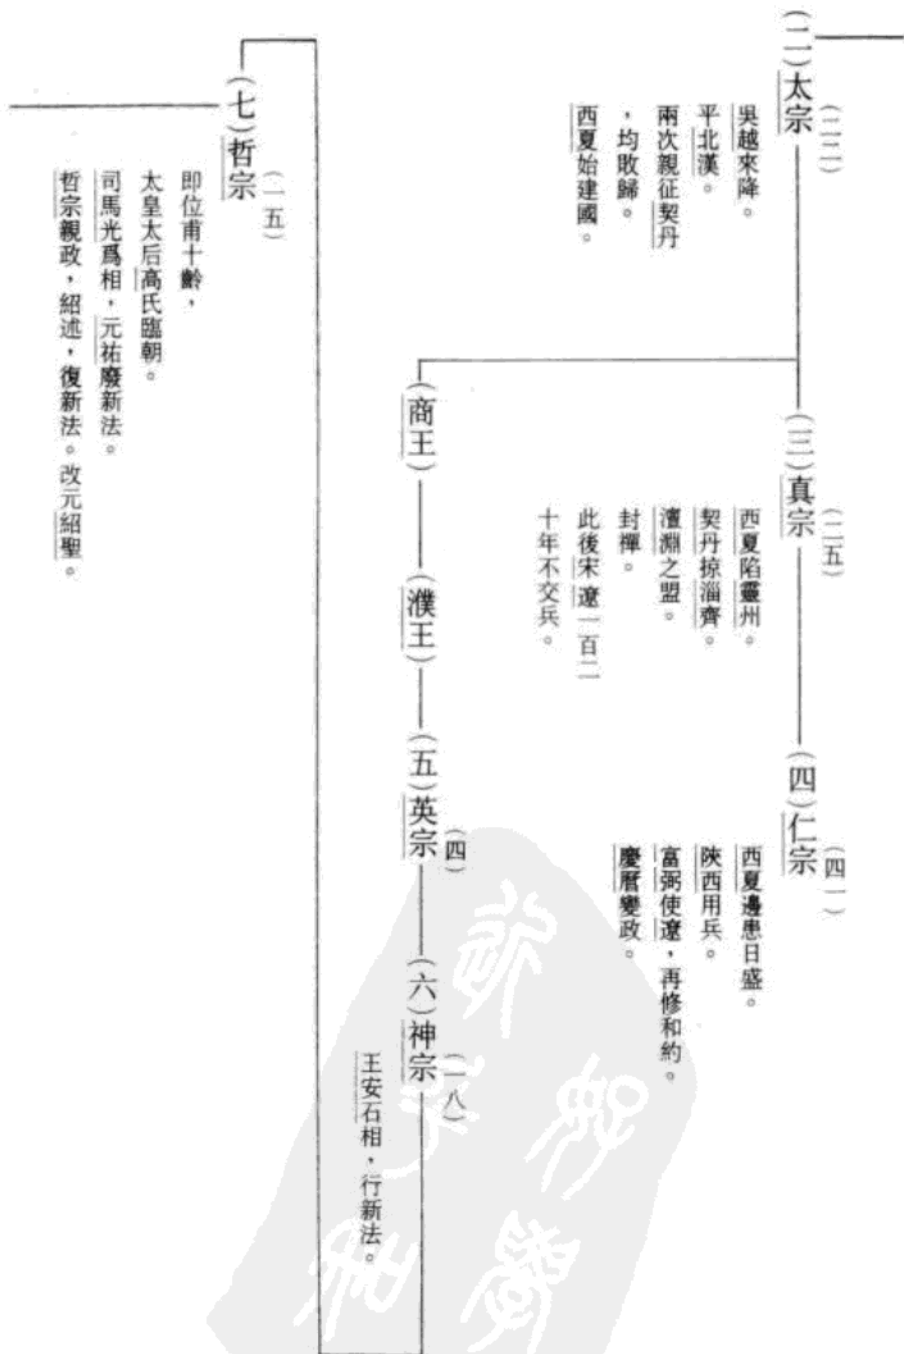 (二)太宗
(二二)
吳越來降。
平北漢。
兩次親征契丹
，均敗歸。
西夏始建國。
(三)真宗
(二五)
西夏陷靈州。
契丹掠淄齊。
澶淵之盟。
封禪。
此後宋遼一百二
十年不交兵。
(四)仁宗
(四一)
西夏邊患日盛。
陝西用兵。
富弼使遼，再修和約。
慶曆變政。
(商王)
(濮王)
(五)英宗
(四)
(六)神宗
(一八)
王安石相，行新法。
(七)哲宗
(一五)
即位甫十齡，
太皇太后高氏臨朝。
司馬光爲相，元祐廢新法。
哲宗親政，紹述，復新法。改元紹聖。